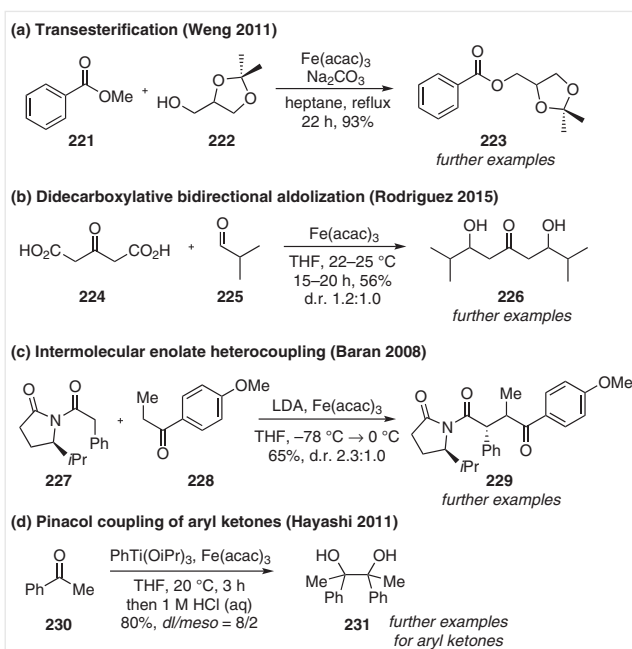 (a) Transesterification (Weng 2011)
O
OMe
221
+
HO
O
O
222
Fe(acac)3
Na2CO3
heptane, reflux
22 h, 93%
O
O
O
O
223
further examples
(b) Didecarboxylative bidirectional aldolization (Rodriguez 2015)
HO2C
O
CO2H
224
+
O
225
Fe(acac)3
THF, 22–25 °C
15–20 h, 56%
d.r. 1.2:1.0
OH
O
OH
226
further examples
(c) Intermolecular enolate heterocoupling (Baran 2008)
O
O
N
Ph
iPr
227
+
Me
O
OMe
228
LDA, Fe(acac)3
THF, –78 °C → 0 °C
65%, d.r. 2.3:1.0
O
O
N
Me
Ph
O
OMe
iPr
229
further examples
(d) Pinacol coupling of aryl ketones (Hayashi 2011)
O
Ph
Me
230
PhTi(OiPr)3, Fe(acac)3
THF, 20 °C, 3 h
then 1 M HCl (aq)
80%, dl/meso = 8/2
HO
OH
Me
Me
Ph
Ph
231
further examples
for aryl ketones